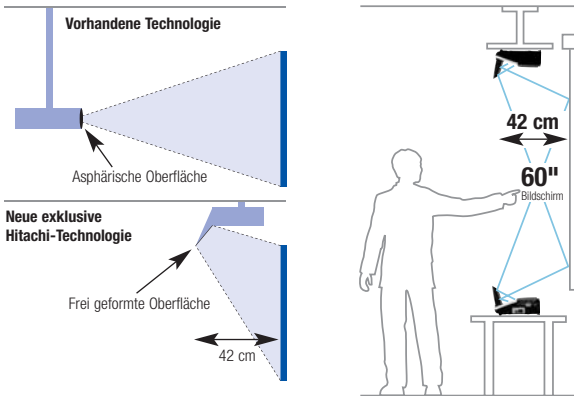 Vorhandene Technologie
Asphärische Oberfläche
Neue exklusive
Hitachi-Technologie
Frei geformte Oberfläche
42 cm
42 cm
60"
Bildschirm